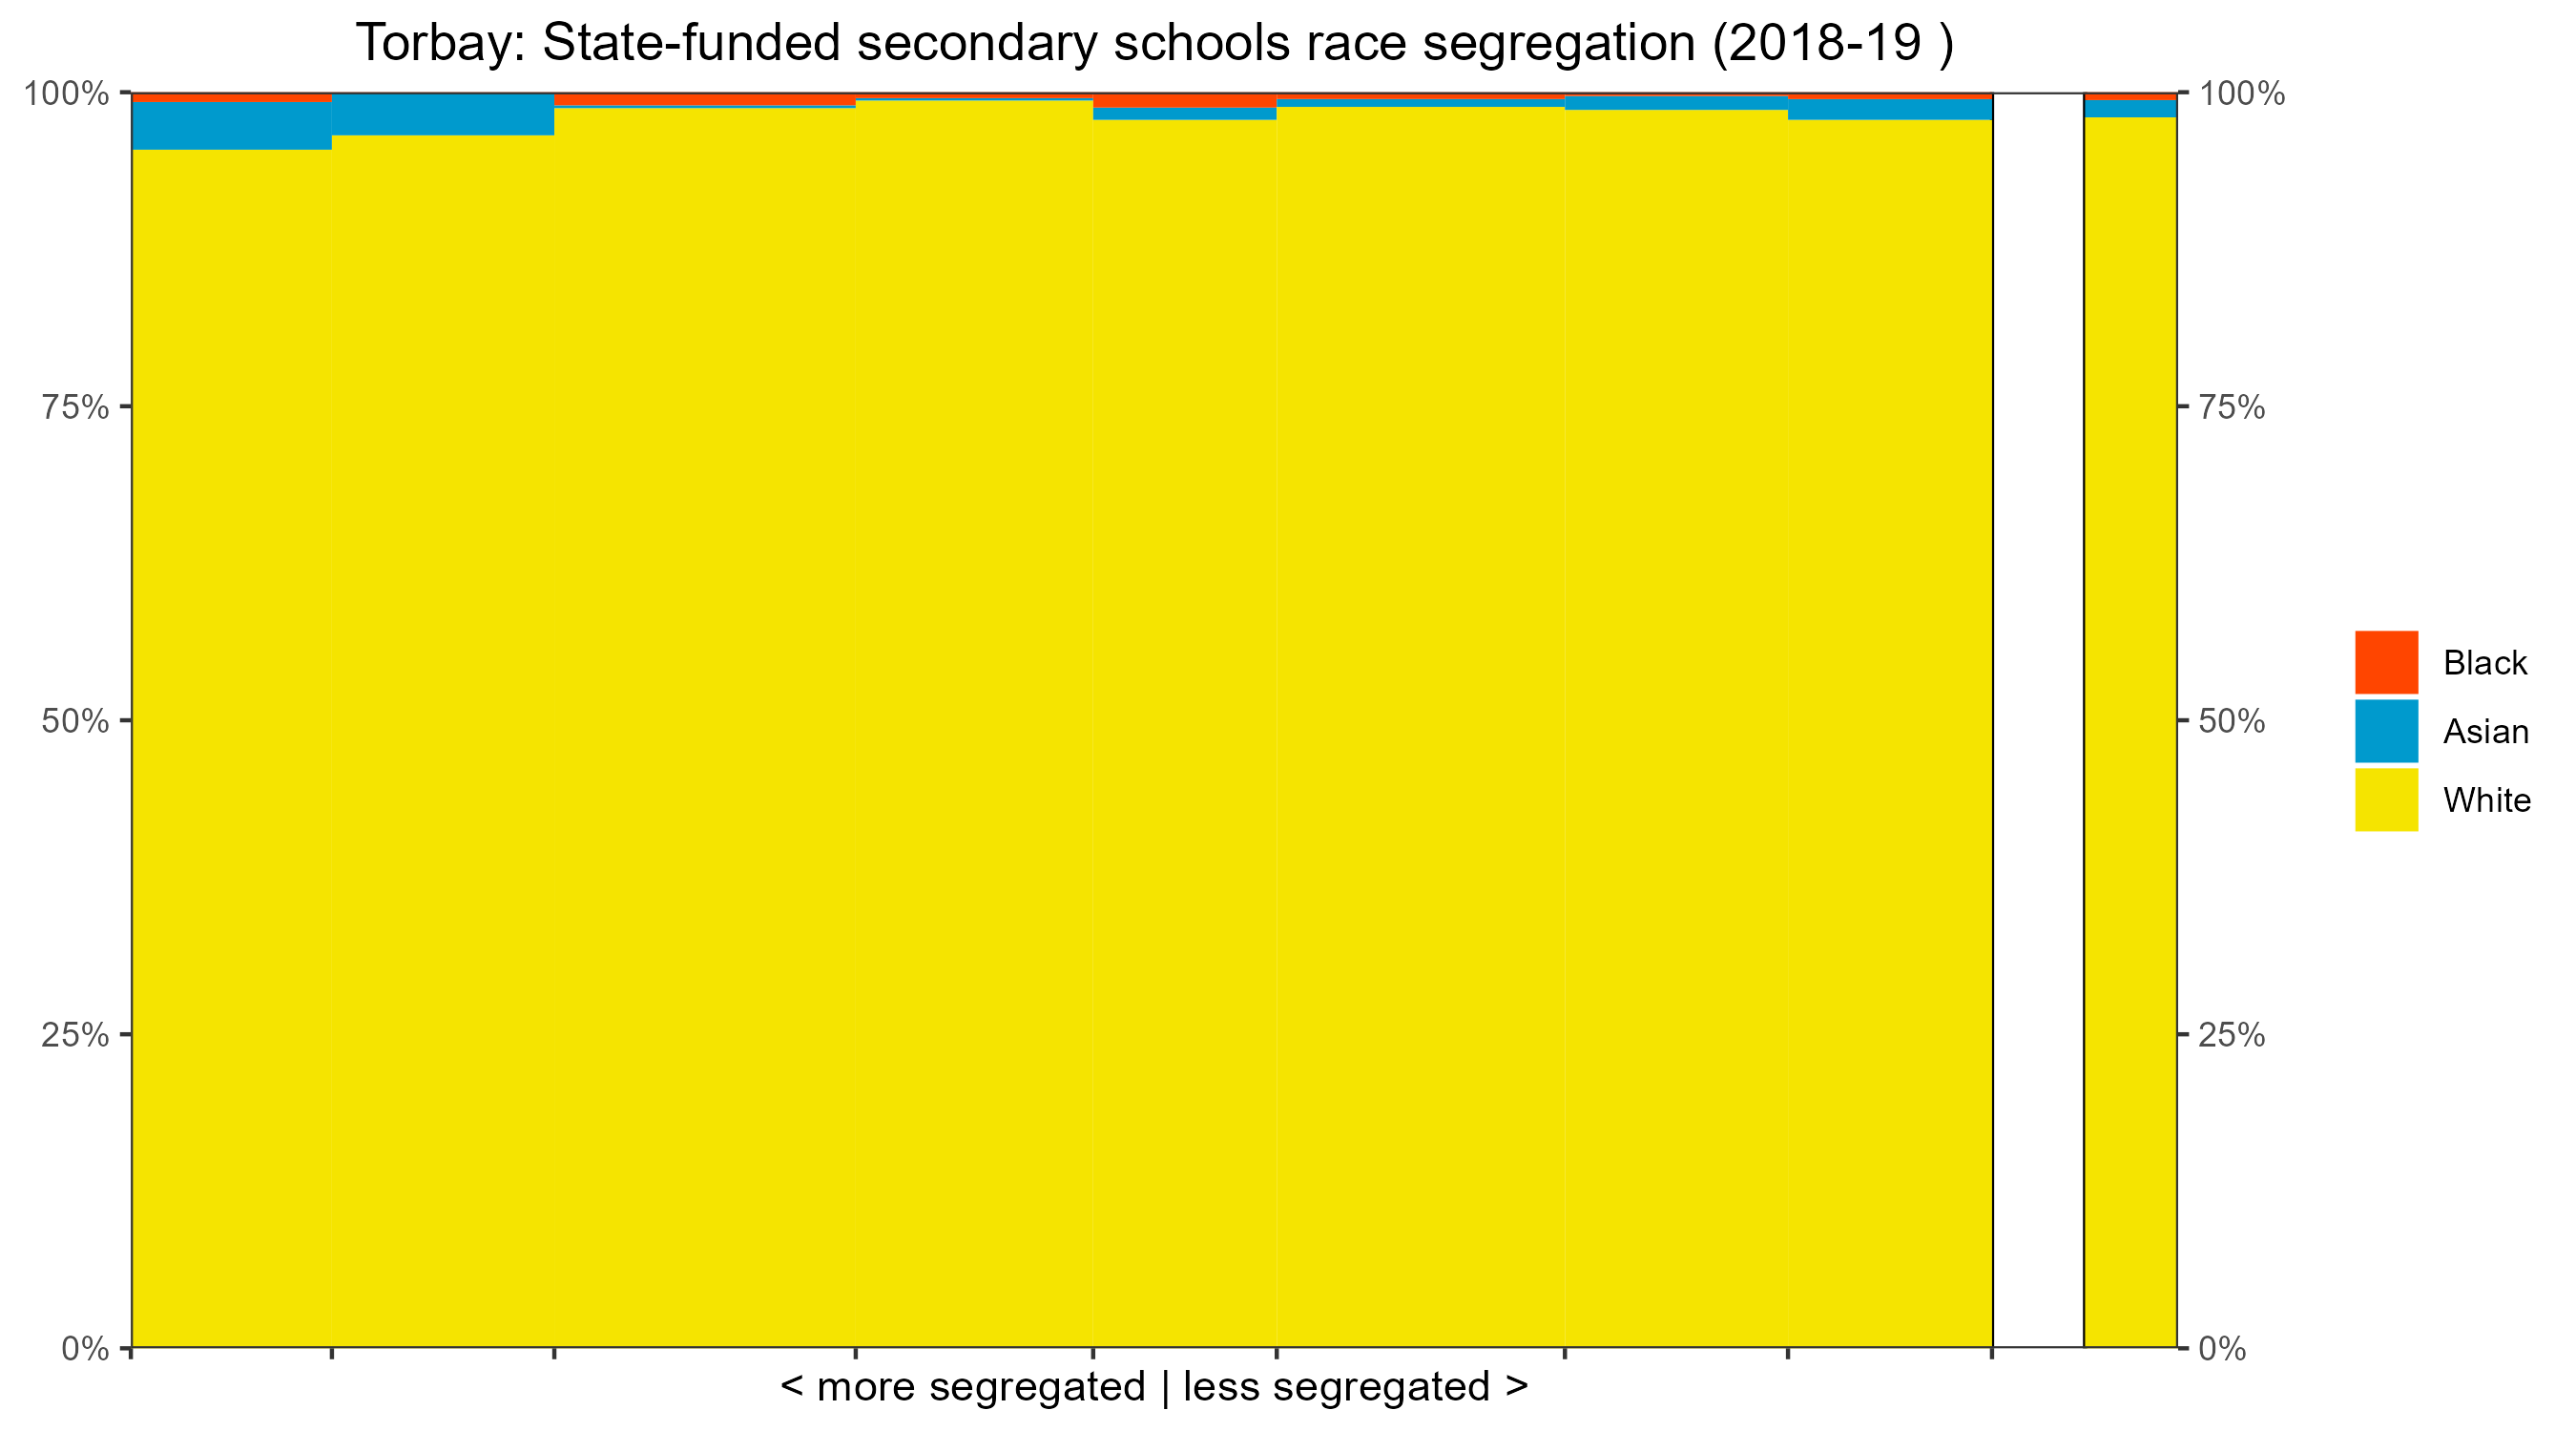 Torbay: State-funded secondary schools race segregation (2018-19 )
100%
75%
50%
25%
0%
100%
75%
50%
25%
0%
Black
Asian
White
< more segregated | less segregated >